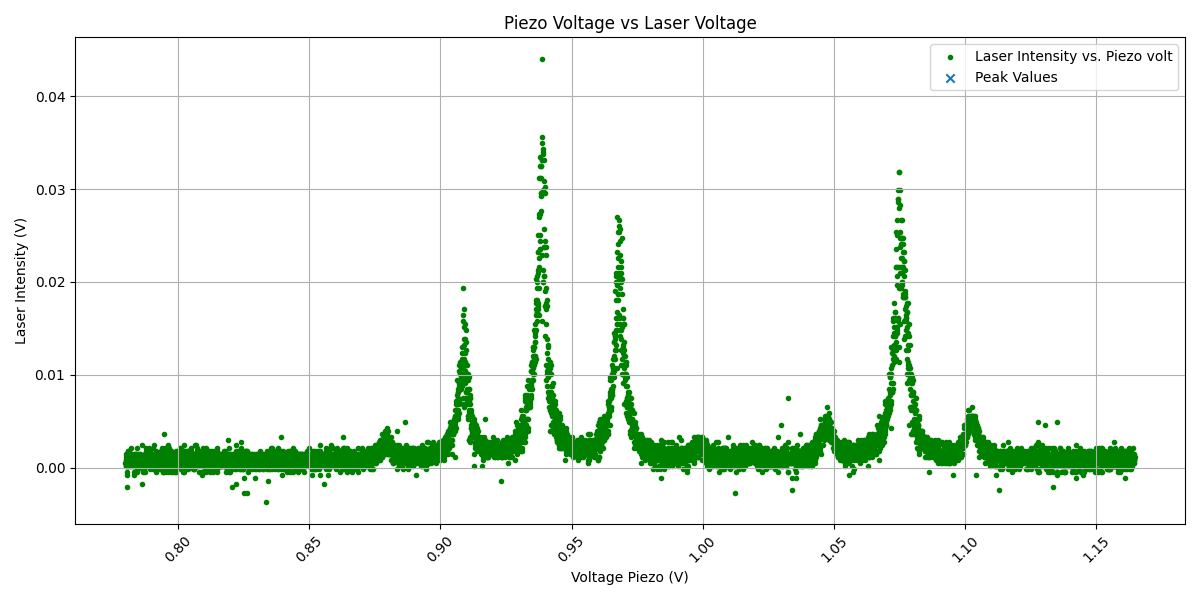 Piezo Voltage vs Laser Voltage
Laser Intensity vs. Piezo volt
Peak Values
Laser Intensity (V)
0.04
0.03
0.02
0.01
0.00
0.80
0.85
0.90
0.95
1.00
1.05
1.10
1.15
Voltage Piezo (V)